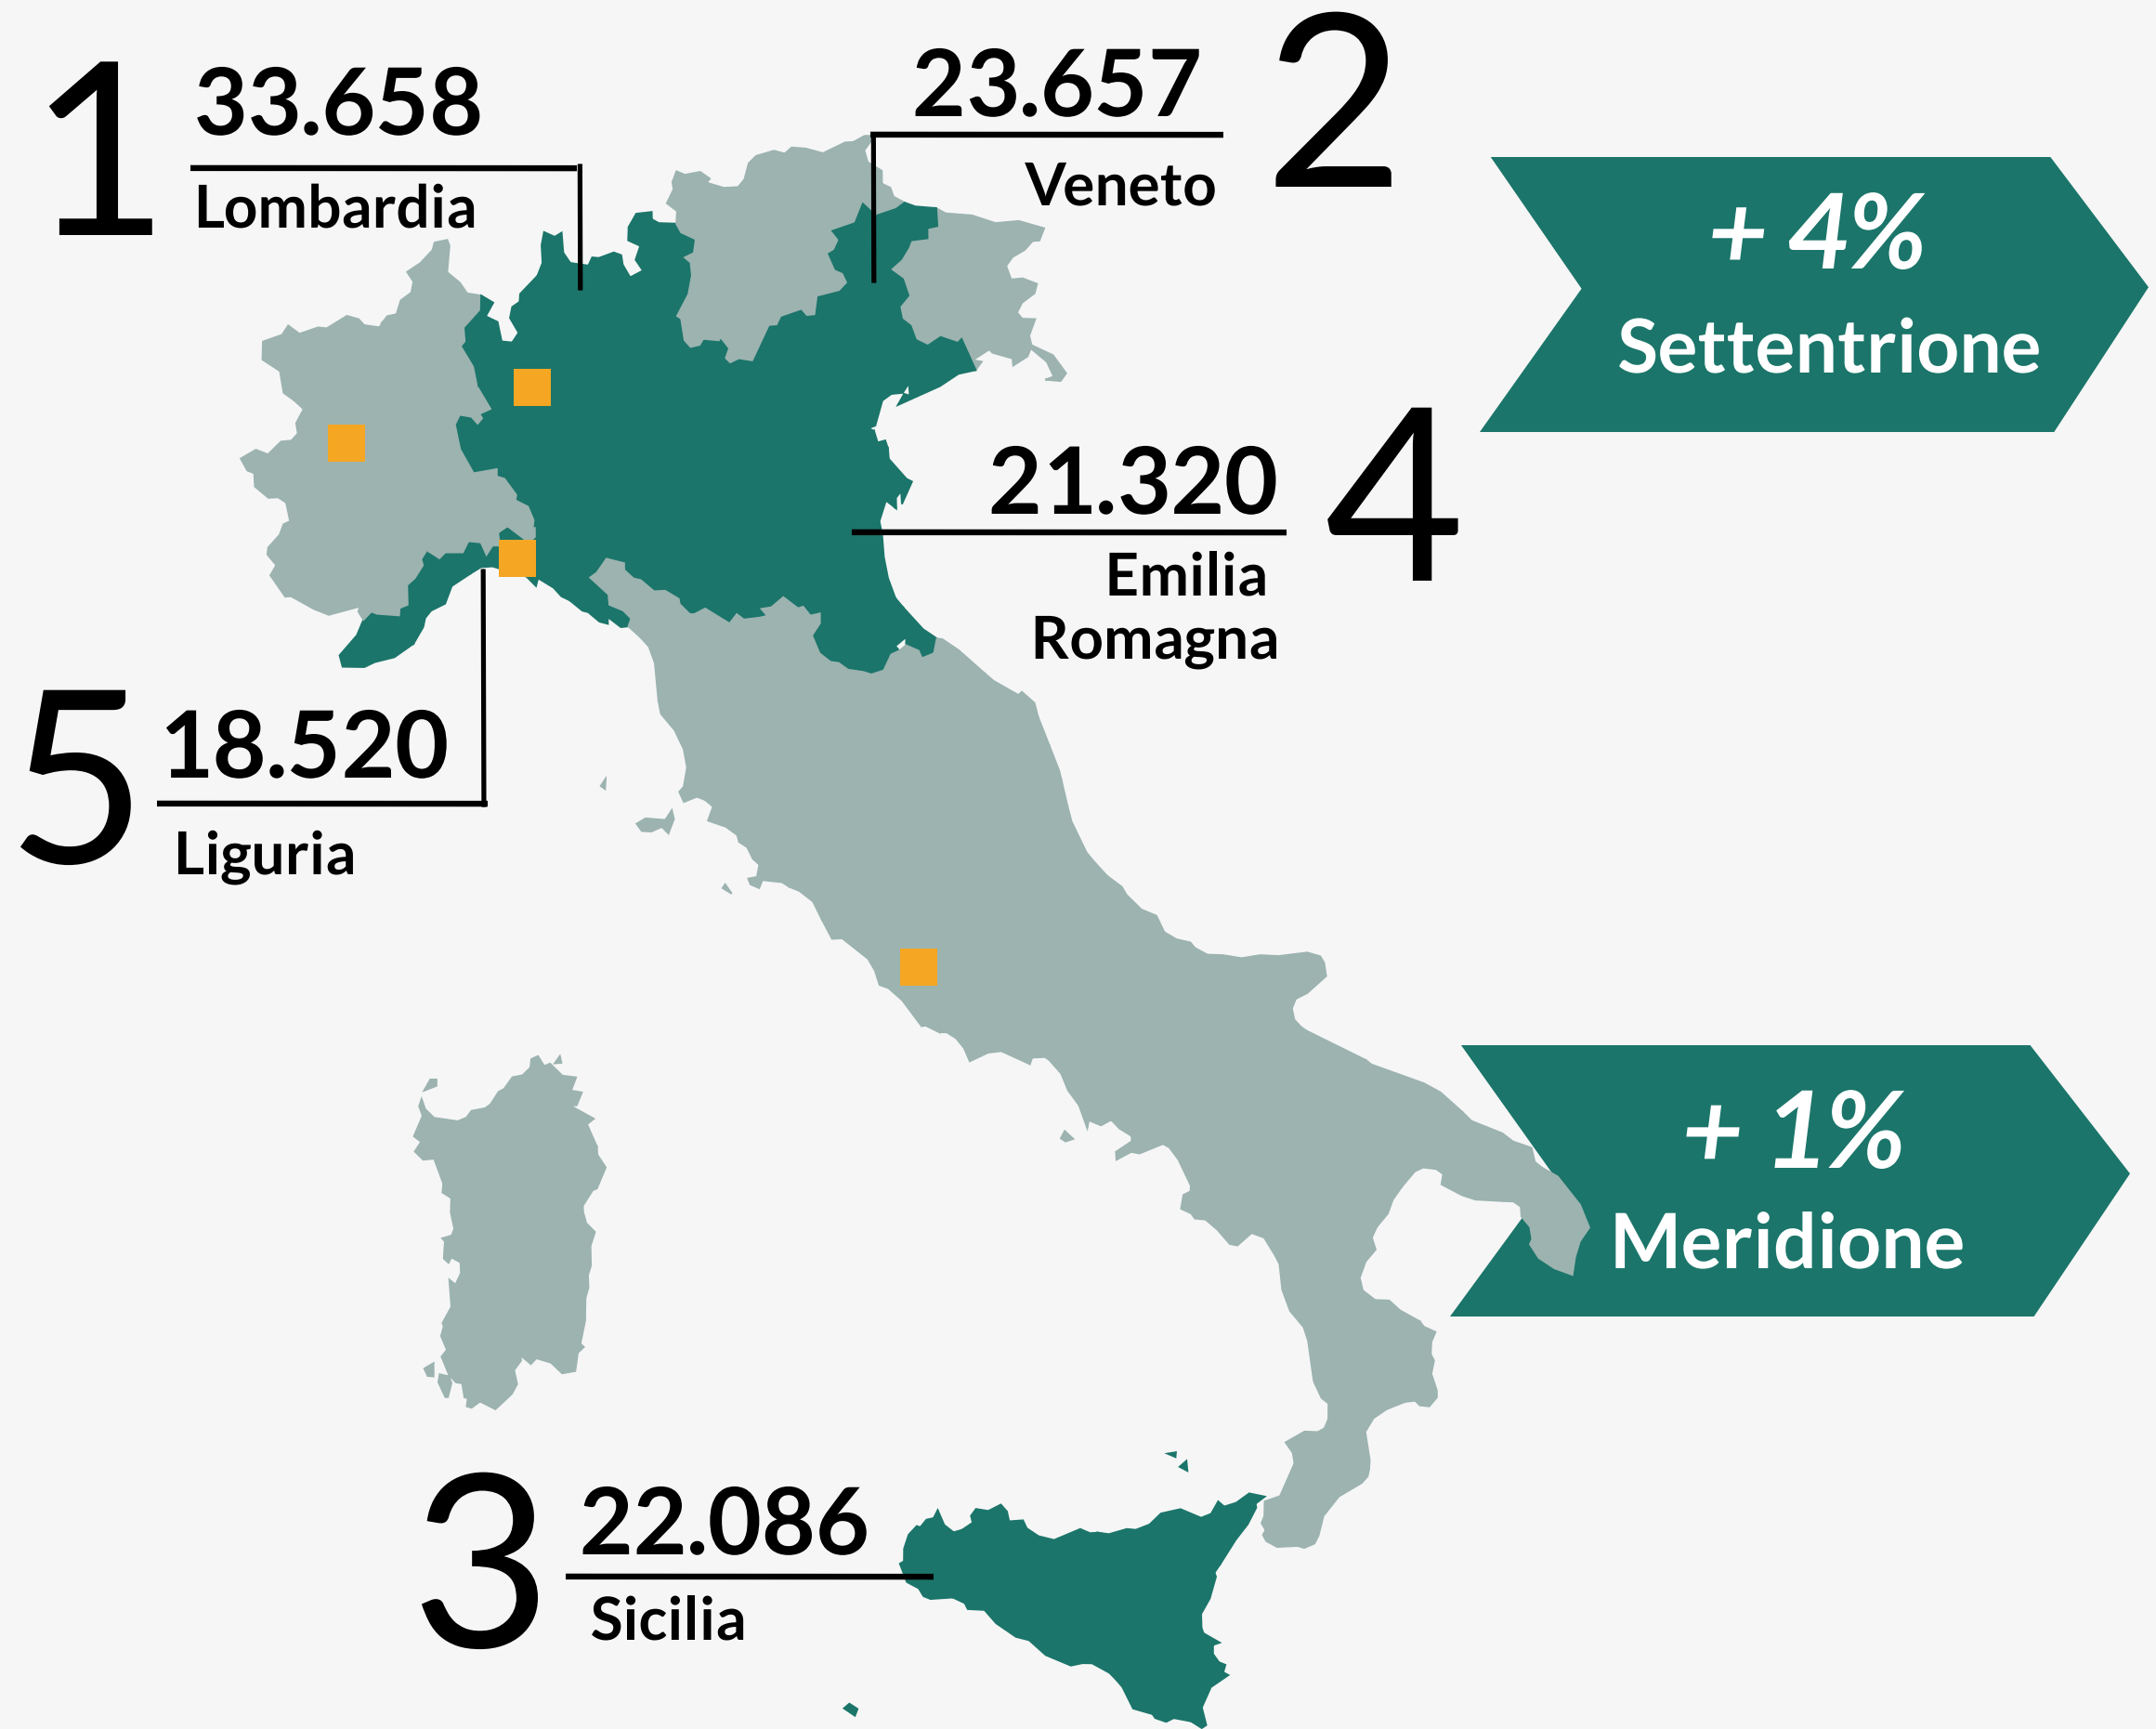 1
33.658
Lombardia
23.657
Veneto
2
+ 4%
Settentrione
21.320
Emilia
Romagna
4
5
18.520
Liguria
+ 1%
Meridione
3
22.086
Sicilia